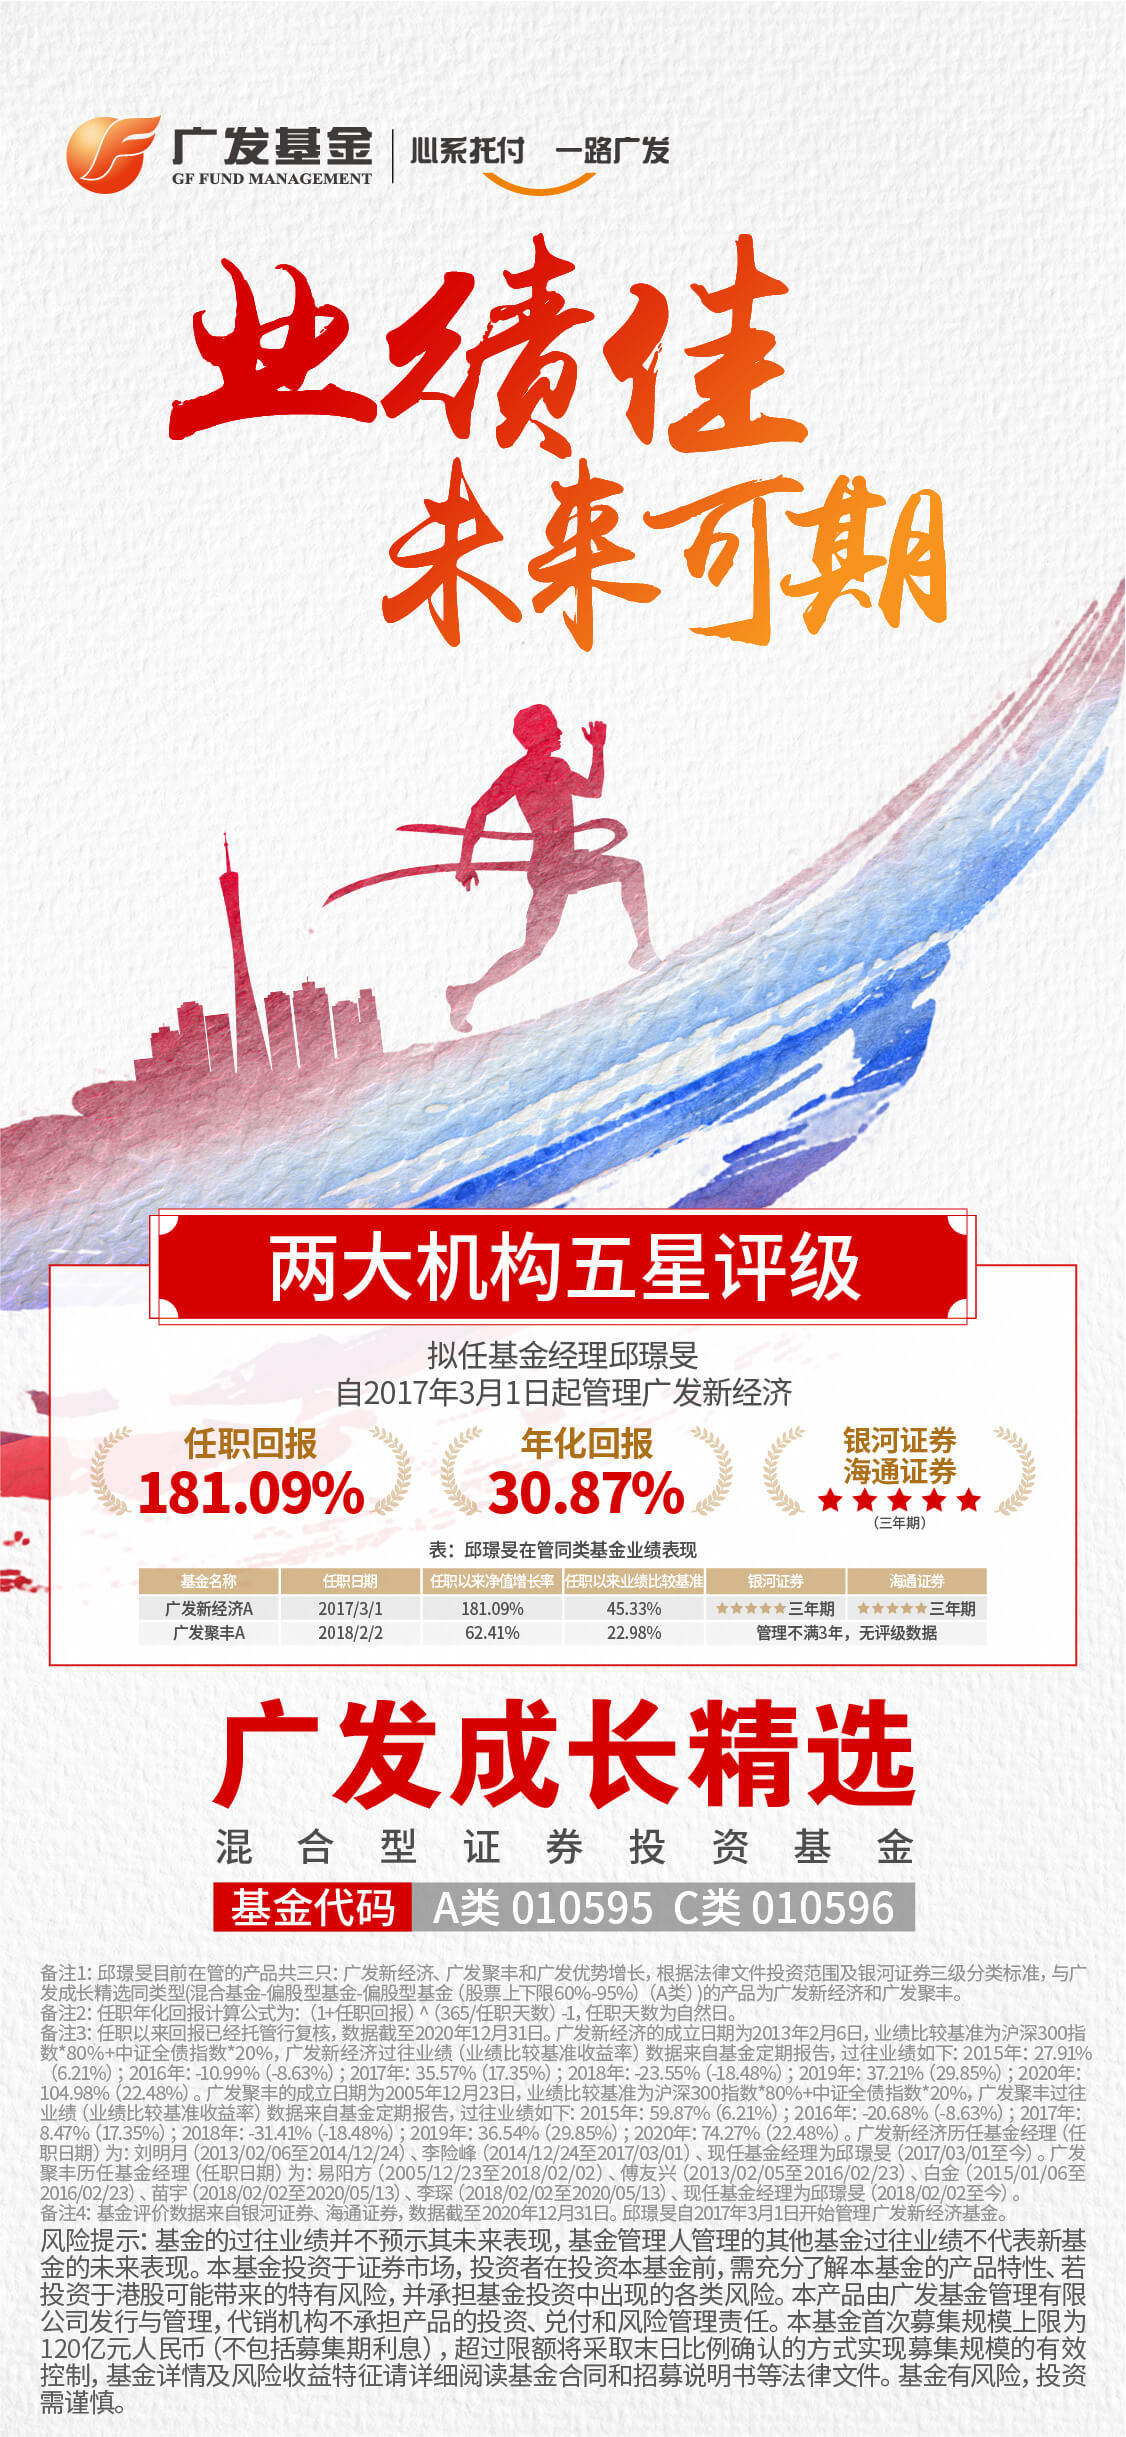 广发基金
GF FUND MANAGEMENT
心系托付 一路广发
业绩佳
未来可期
两大机构五星评级
拟任基金经理邱璟旻
自2017年3月1日起管理广发新经济
任职回报
181.09%
年化回报
30.87%
银河证券
海通证券
★★★★★
(三年期)
表：邱璟旻在管同类基金业绩表现
基金名称 任职日期 任职以来净值增长率 任职以来业绩比较基准 银河证券 海通证券
广发新经济A 2017/3/1 181.09% 45.33% ★★★★★三年期 ★★★★★三年期
广发聚丰A 2018/2/2 62.41% 22.98% 管理不满3年，无评级数据
广发成长精选
混合型证券投资基金
基金代码 A类 010595 C类 010596
备注1：邱璟旻目前在管的产品共三只：广发新经济、广发聚丰和广发优势增长，根据法律文件投资范围及银河证券三级分类标准，与广
发成长精选同类型(混合基金-偏股型基金-偏股型基金（股票上下限60%-95%）（A类）)的产品为广发新经济和广发聚丰。
备注2：任职年化回报计算公式为：（1+任职回报）^（365/任职天数）-1，任职天数为自然日。
备注3：任职以来回报已经托管行复核，数据截至2020年12月31日。广发新经济的成立日期为2013年2月6日，业绩比较基准为沪深300指
数*80%+中证全债指数*20%，广发新经济过往业绩（业绩比较基准收益率）数据来自基金定期报告，过往业绩如下：2015年：27.91%
（6.21%）；2016年：-10.99%（-8.63%）；2017年：35.57%（17.35%）；2018年：-23.55%（-18.48%）；2019年：37.21%（29.85%）；2020年：
104.98%（22.48%）。广发聚丰的成立日期为2005年12月23日，业绩比较基准为沪深300指数*80%+中证全债指数*20%，广发聚丰过往
业绩（业绩比较基准收益率）数据来自基金定期报告，过往业绩如下：2015年：59.87%（6.21%）；2016年：-20.68%（-8.63%）；2017年：
8.47%（17.35%）；2018年：-31.41%（-18.48%）；2019年：36.54%（29.85%）；2020年：74.27%（22.48%）。广发新经济历任基金经理（任
职日期）为：刘明月（2013/02/06至2014/12/24）、李险峰（2014/12/24至2017/03/01）、现任基金经理为邱璟旻（2017/03/01至今）。广发
聚丰历任基金经理（任职日期）为：易阳方（2005/12/23至2018/02/02）、傅友兴（2013/02/05至2016/02/23）、白金（2015/01/06至
2016/02/23）、苗宇（2018/02/02至2020/05/13）、李琛（2018/02/02至2020/05/13）、现任基金经理为邱璟旻（2018/02/02至今）。
备注4：基金评价数据来自银河证券、海通证券，数据截至2020年12月31日。邱璟旻自2017年3月1日开始管理广发新经济基金。
风险提示：基金的过往业绩并不预示其未来表现，基金管理人管理的其他基金过往业绩不代表新基
金的未来表现。本基金投资于证券市场，投资者在投资本基金前，需充分了解本基金的产品特性、若
投资于港股可能带来的特有风险，并承担基金投资中出现的各类风险。本产品由广发基金管理有限
公司发行与管理，代销机构不承担产品的投资、兑付和风险管理责任。本基金首次募集规模上限为
120亿元人民币（不包括募集期利息），超过限额将采取末日比例确认的方式实现募集规模的有效
控制，基金详情及风险收益特征请详细阅读基金合同和招募说明书等法律文件。基金有风险，投资
需谨慎。